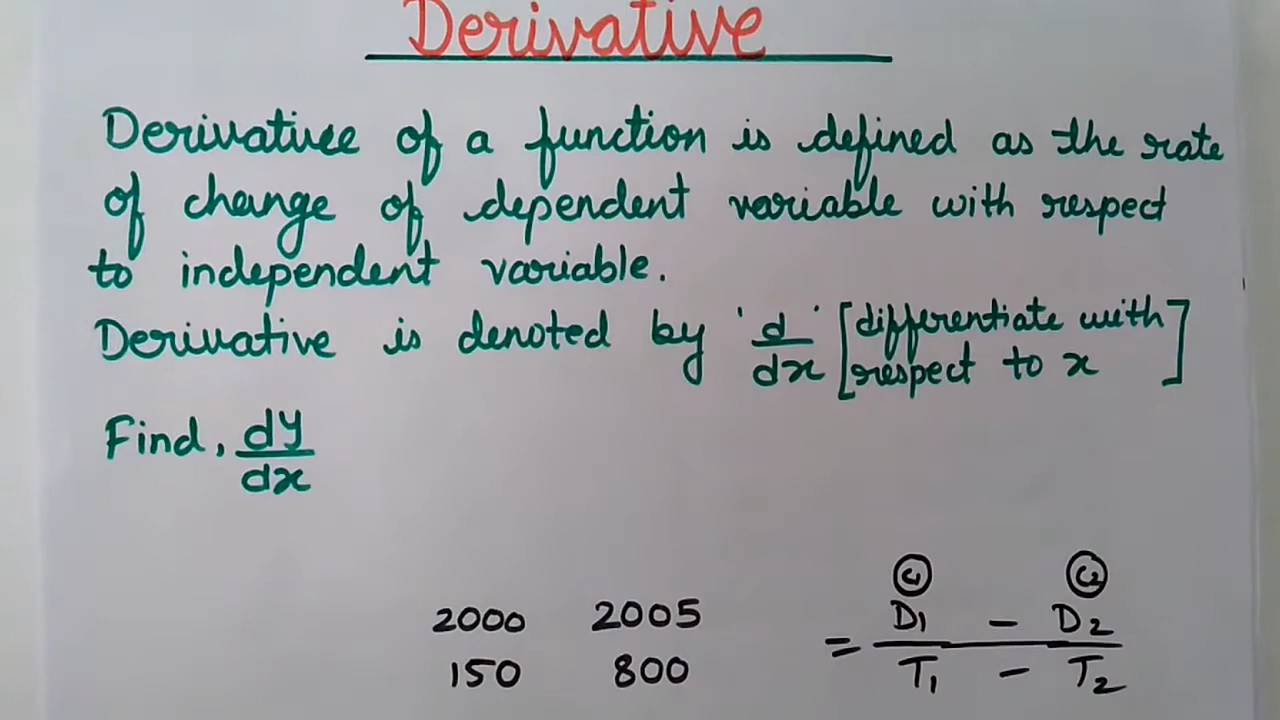 Derivative
Derivative of a function is defined as the rate
of change of dependent variable with respect
to independent variable.
Derivative is denoted by 'd/dx' [differentiate with
respect to x]
Find, dy/dx
C1 C2
2000 2005 D1 - D2
150 800 = T1 - T2